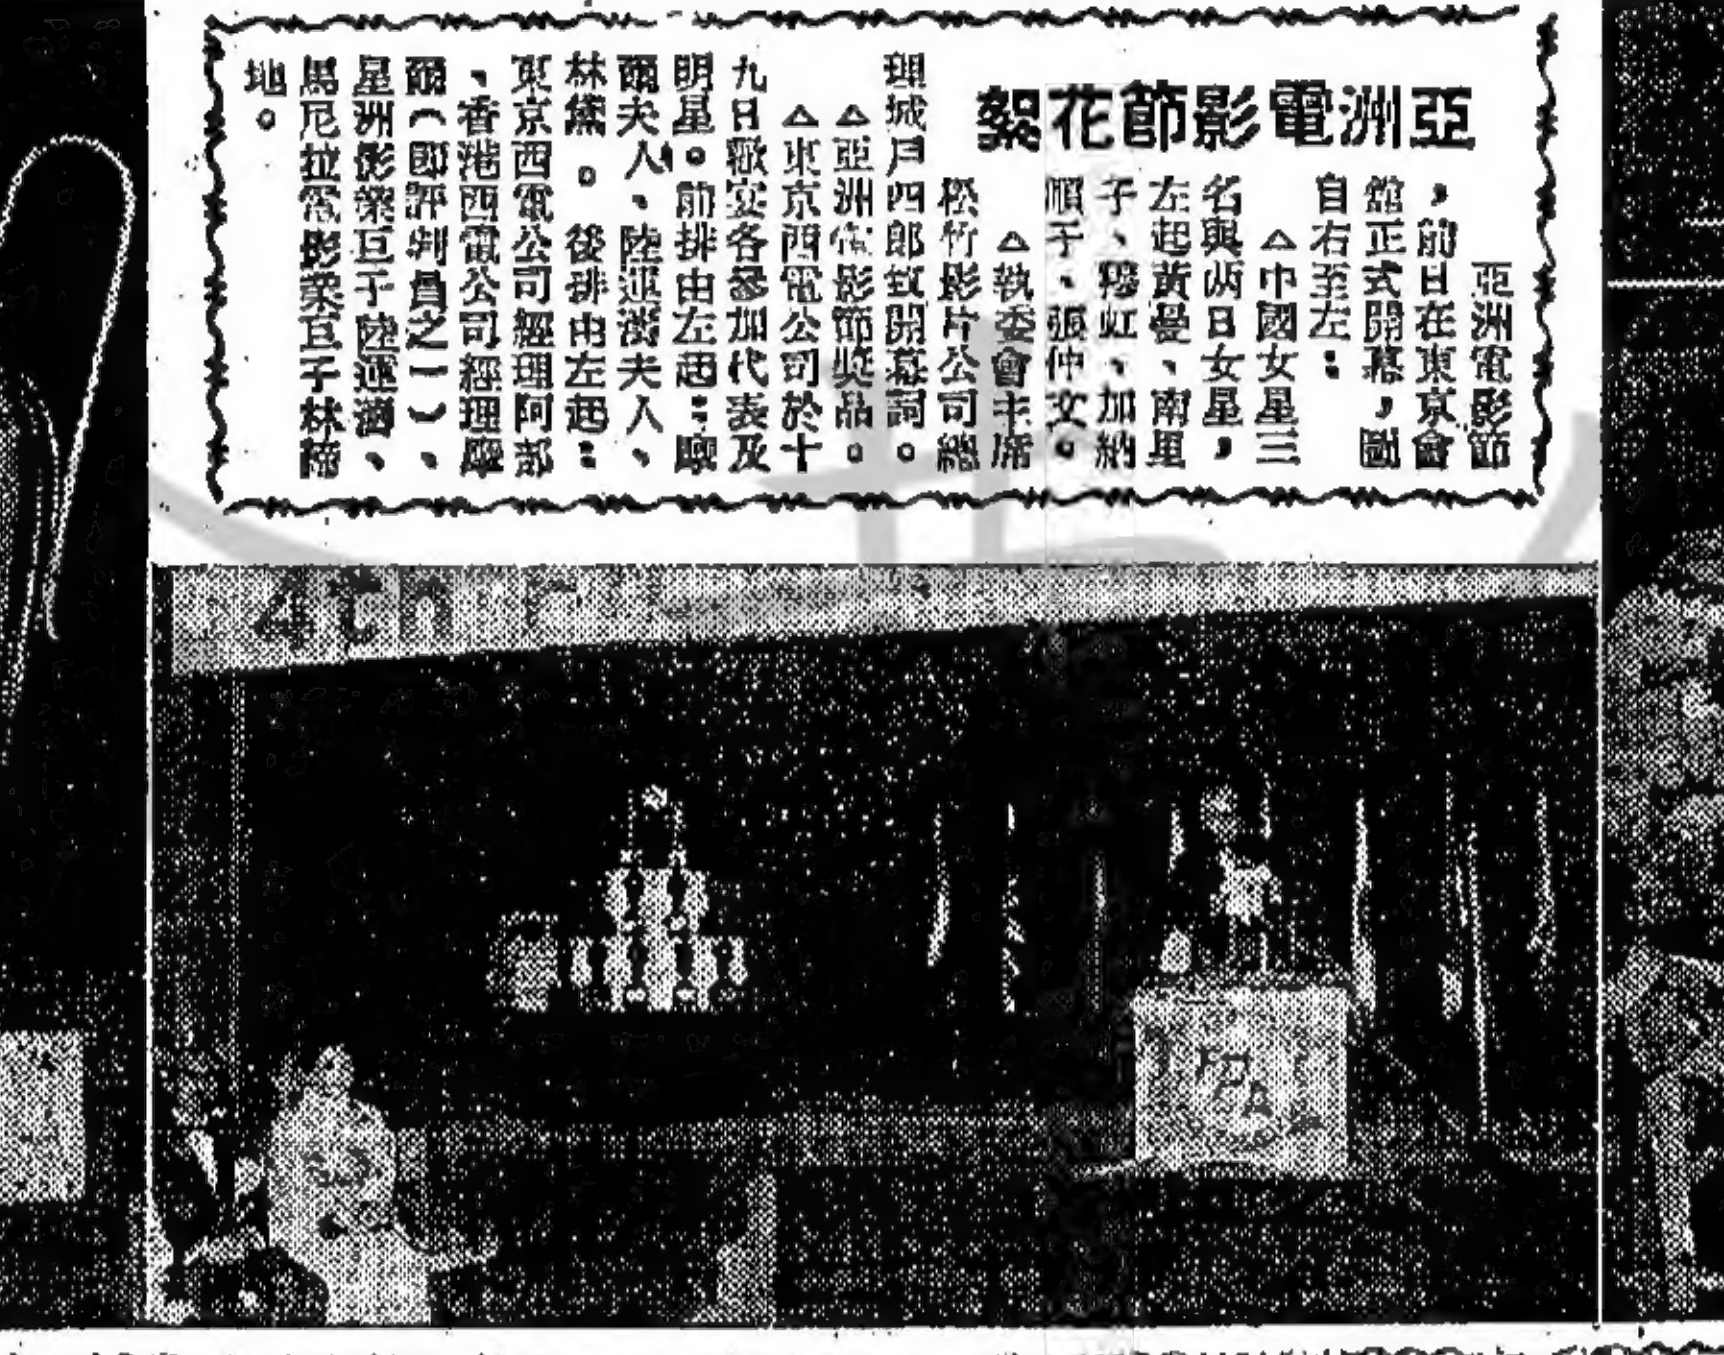 亞洲電影節花絮
亞洲電影節
，前日在東京會
舘正式開幕，圖
自右至左：
△中國女星三
名與两日女星，
左起黃曼、南里
子、穆虹、加納
順子、張仲文。
△執委會主席
松竹影片公司總
理城戶四郎致開幕詞。
△亞洲電影節獎品。
△東京西電公司於十
九日歡宴各參加代表及
明星。前排由左起：摩
爾夫人、陸運濤夫人、
林黛。後排由左起：
東京西電公司經理阿部
、香港西電公司經理摩
爾（卽評判員之一）、
星洲影業巨子陸運濤、
馬尼拉電影業巨子林蒂
地。
4th F